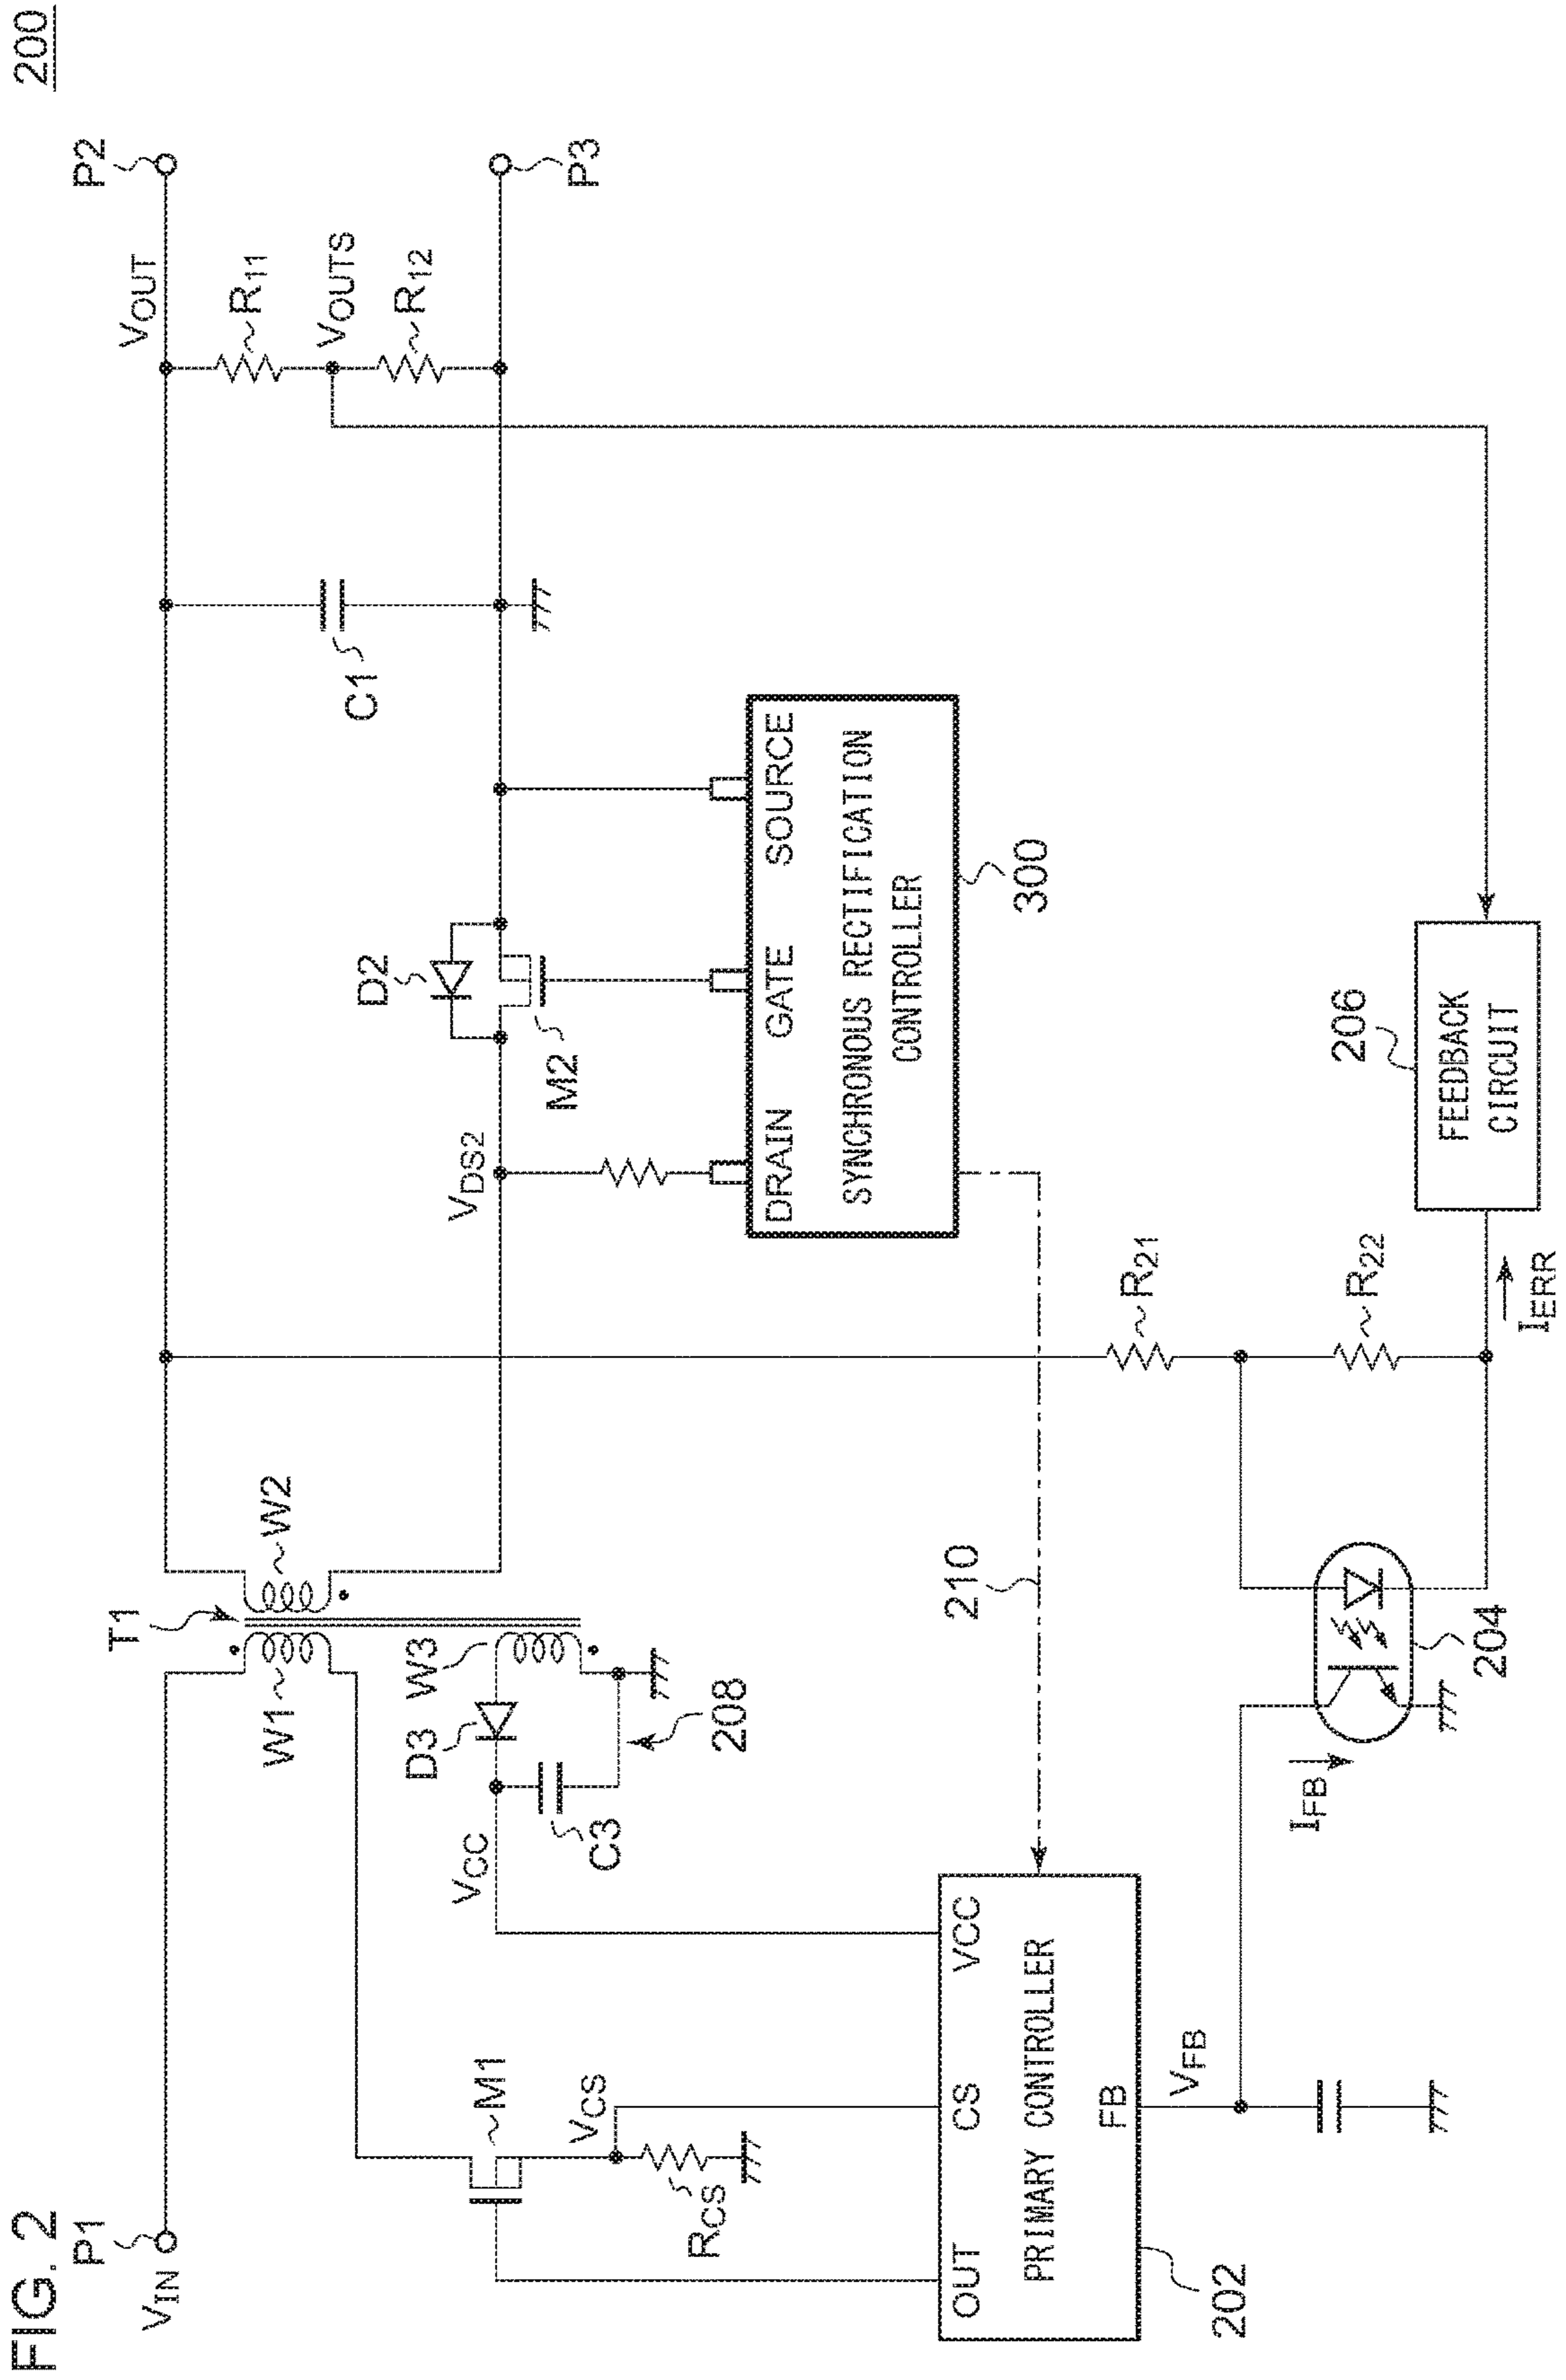 FIG. 2
200
P1
VIN
T1
W1
W2
VOUT
P2
R11
VOUTS
R12
P3
C1
D2
M2
VDS2
W3
D3
VCC
C3
208
M1
VCS
RCS
DRAIN
GATE
SOURCE
SYNCHRONOUS RECTIFICATION
CONTROLLER
300
210
OUT
CS
VCC
PRIMARY CONTROLLER
FB
202
VFB
IFB
204
R21
R22
IERR
206
FEEDBACK
CIRCUIT